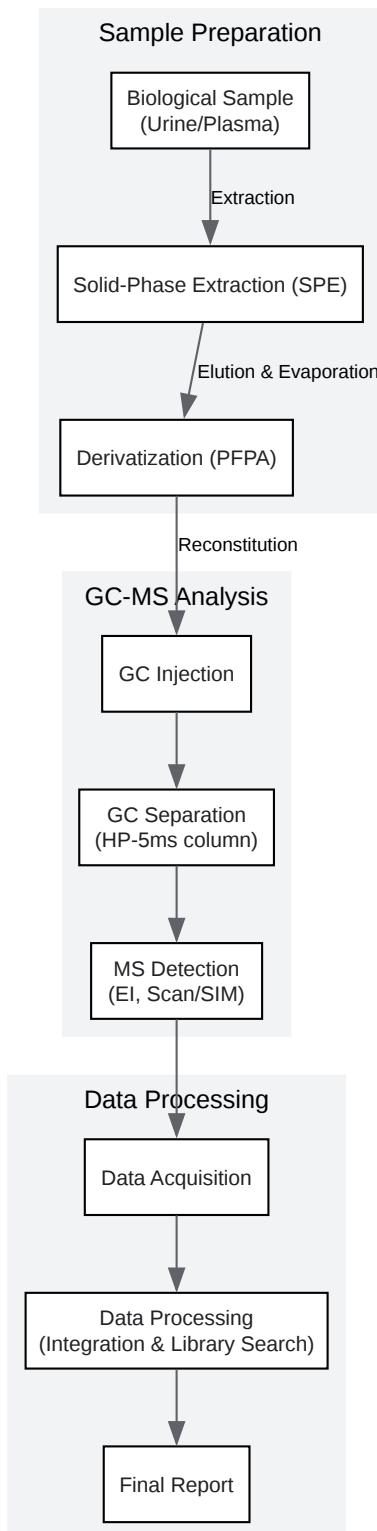 Sample Preparation
Biological Sample
(Urine/Plasma)
Extraction
Solid-Phase Extraction (SPE)
Elution & Evaporation
Derivatization (PFPA)
Reconstitution
GC-MS Analysis
GC Injection
GC Separation
(HP-5ms column)
MS Detection
(EI, Scan/SIM)
Data Processing
Data Acquisition
Data Processing
(Integration & Library Search)
Final Report